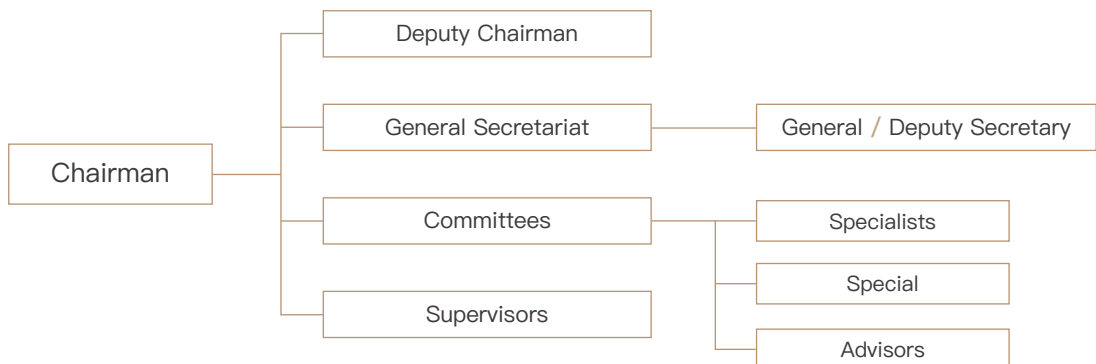 Deputy Chairman
General Secretariat
General / Deputy Secretary
Chairman
Committees
Specialists
Special
Supervisors
Advisors